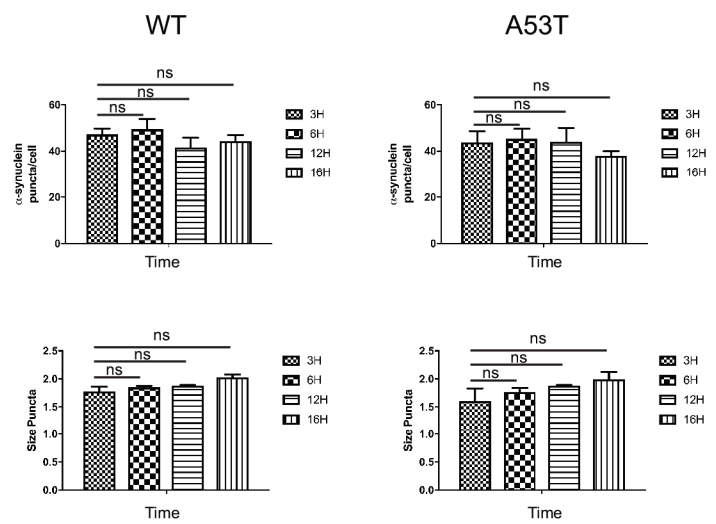 WT
A53T
ns
ns
ns
60
40
20
0
α-synuclein
puncta/cell
Time
3H
6H
12H
16H
ns
ns
ns
60
40
20
0
α-synuclein
puncta/cell
Time
3H
6H
12H
16H
ns
ns
ns
2.5
2.0
1.5
1.0
0.5
0.0
Size Puncta
Time
3H
6H
12H
16H
ns
ns
ns
2.5
2.0
1.5
1.0
0.5
0.0
Size Puncta
Time
3H
6H
12H
16H